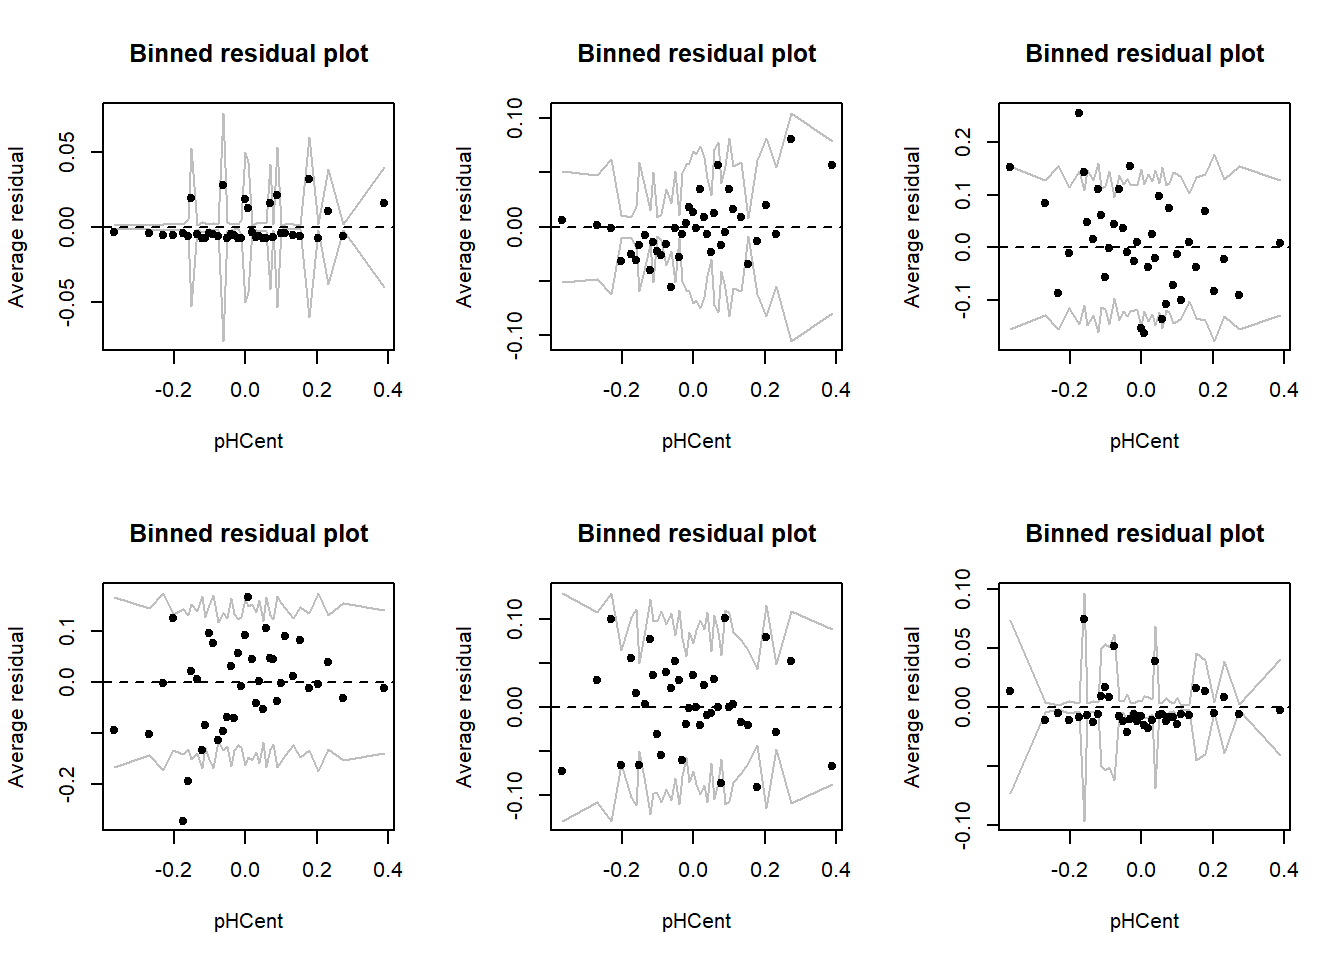 Binned residual plot
Average residual
0.05
0.00
-0.05
-0.2 0.0 0.2 0.4
pHCent
Binned residual plot
Average residual
0.10
0.00
-0.10
-0.2 0.0 0.2 0.4
pHCent
Binned residual plot
Average residual
0.2
0.1
0.0
-0.1
-0.2 0.0 0.2 0.4
pHCent
Binned residual plot
Average residual
0.1
0.0
-0.2
-0.2 0.0 0.2 0.4
pHCent
Binned residual plot
Average residual
0.10
0.00
-0.10
-0.2 0.0 0.2 0.4
pHCent
Binned residual plot
Average residual
0.10
0.05
0.00
-0.10
-0.2 0.0 0.2 0.4
pHCent